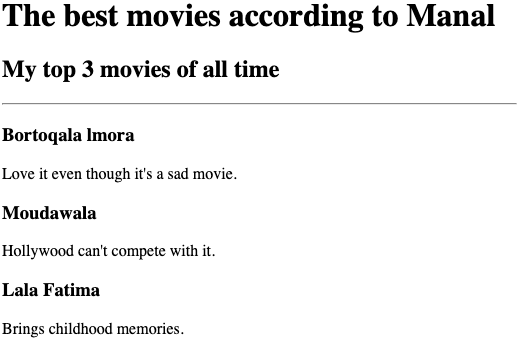 The best movies according to Manal
My top 3 movies of all time
Bortoqala lmora
Love it even though it's a sad movie.
Moudawala
Hollywood can't compete with it.
Lala Fatima
Brings childhood memories.